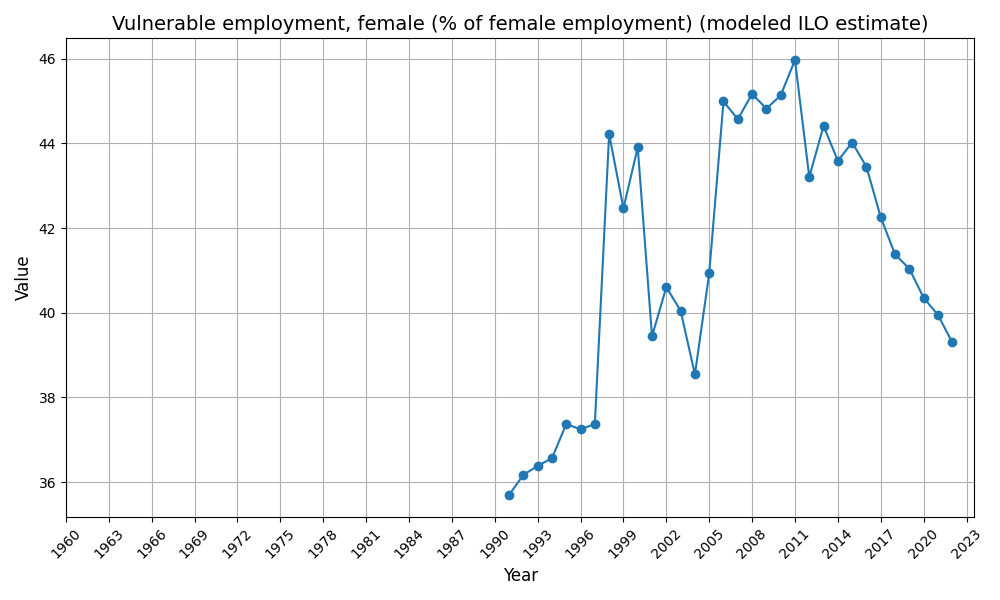 Vulnerable employment, female (% of female employment) (modeled ILO estimate)
46
44
42
40
38
36
Value
1960 1963 1966 1969 1972 1975 1978 1981 1984 1987 1990 1993 1996 1999 2002 2005 2008 2011 2014 2017 2020 2023
Year